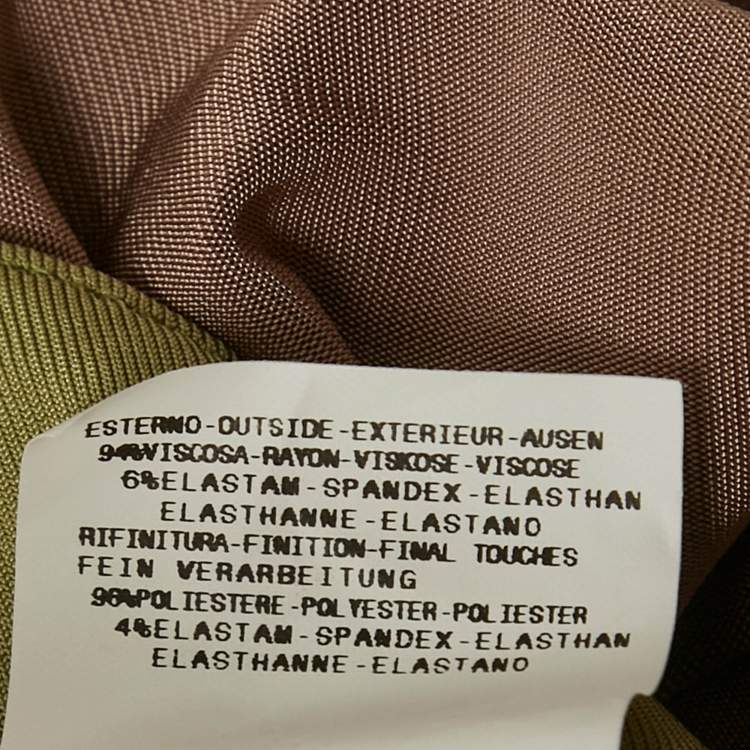 ESTERNO-OUTSIDE-EXTERIEUR-AUSEN
94%VISCOSA-RAYON-VISKOSE-VISCOSE
6%ELASTAM-SPANDEX-ELASTHAN
ELASTHANNE-ELASTANO
RIFINITURA-FINITION-FINAL TOUCHES
FEIN VERARBEITUNG
96%POLIESTERE-POLYESTER-POLIESTER
4%ELASTAM-SPANDEX-ELASTHAN
ELASTHANNE-ELASTANO